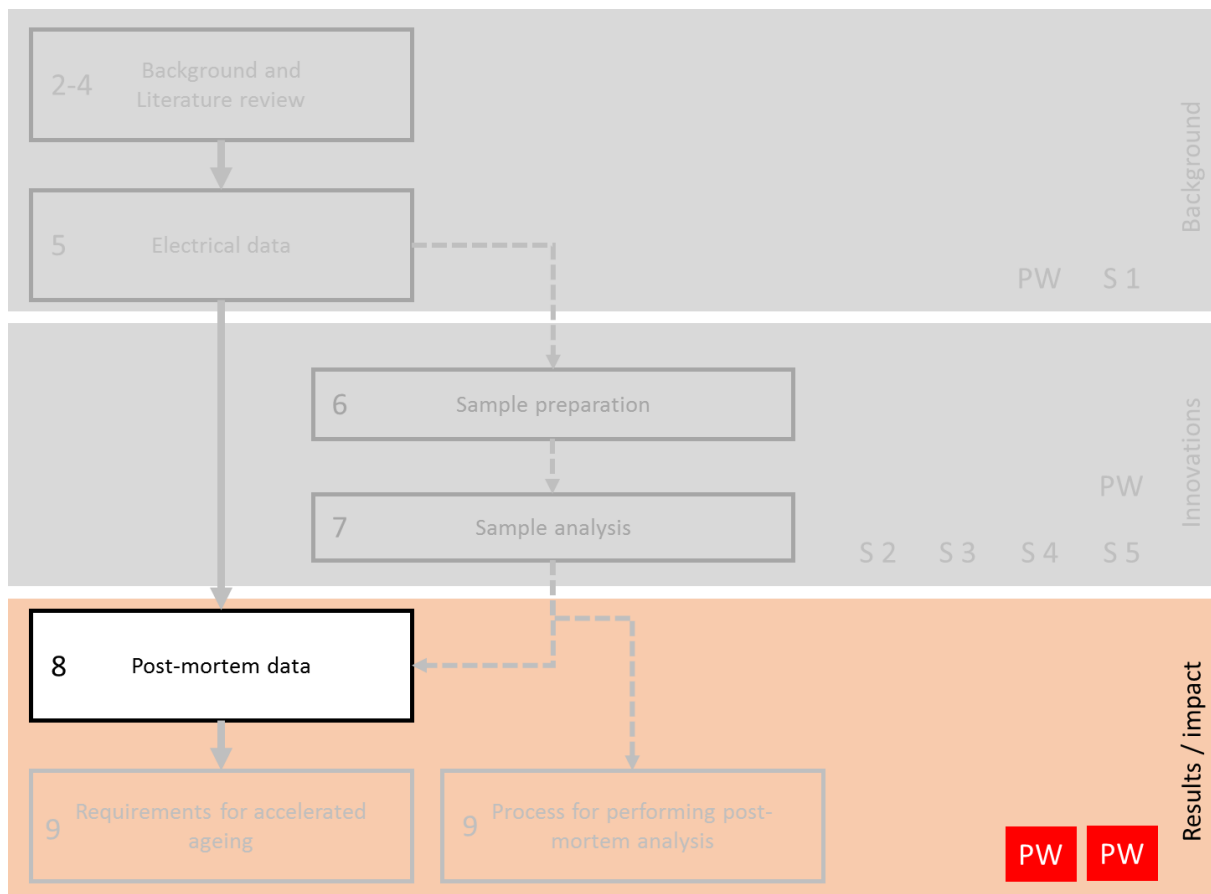 2-4
Background and
Literature review
Background
5
Electrical data
PW
S 1
6
Sample preparation
Innovations
PW
7
Sample analysis
S 2
S 3
S 4
S 5
8
Post-mortem data
Results / impact
9
Requirements for accelerated
ageing
9
Process for performing post-
mortem analysis
PW
PW